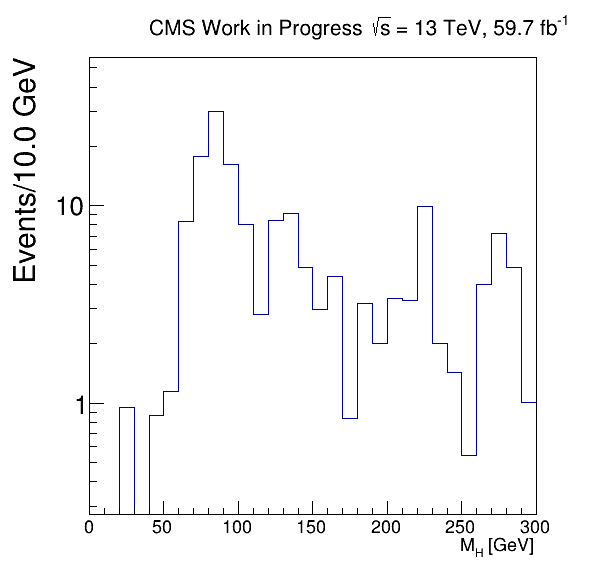 CMS Work in Progress √s = 13 TeV, 59.7 fb⁻¹
Events/10.0 GeV
10
1
0 50 100 150 200 250 300
M_H [GeV]